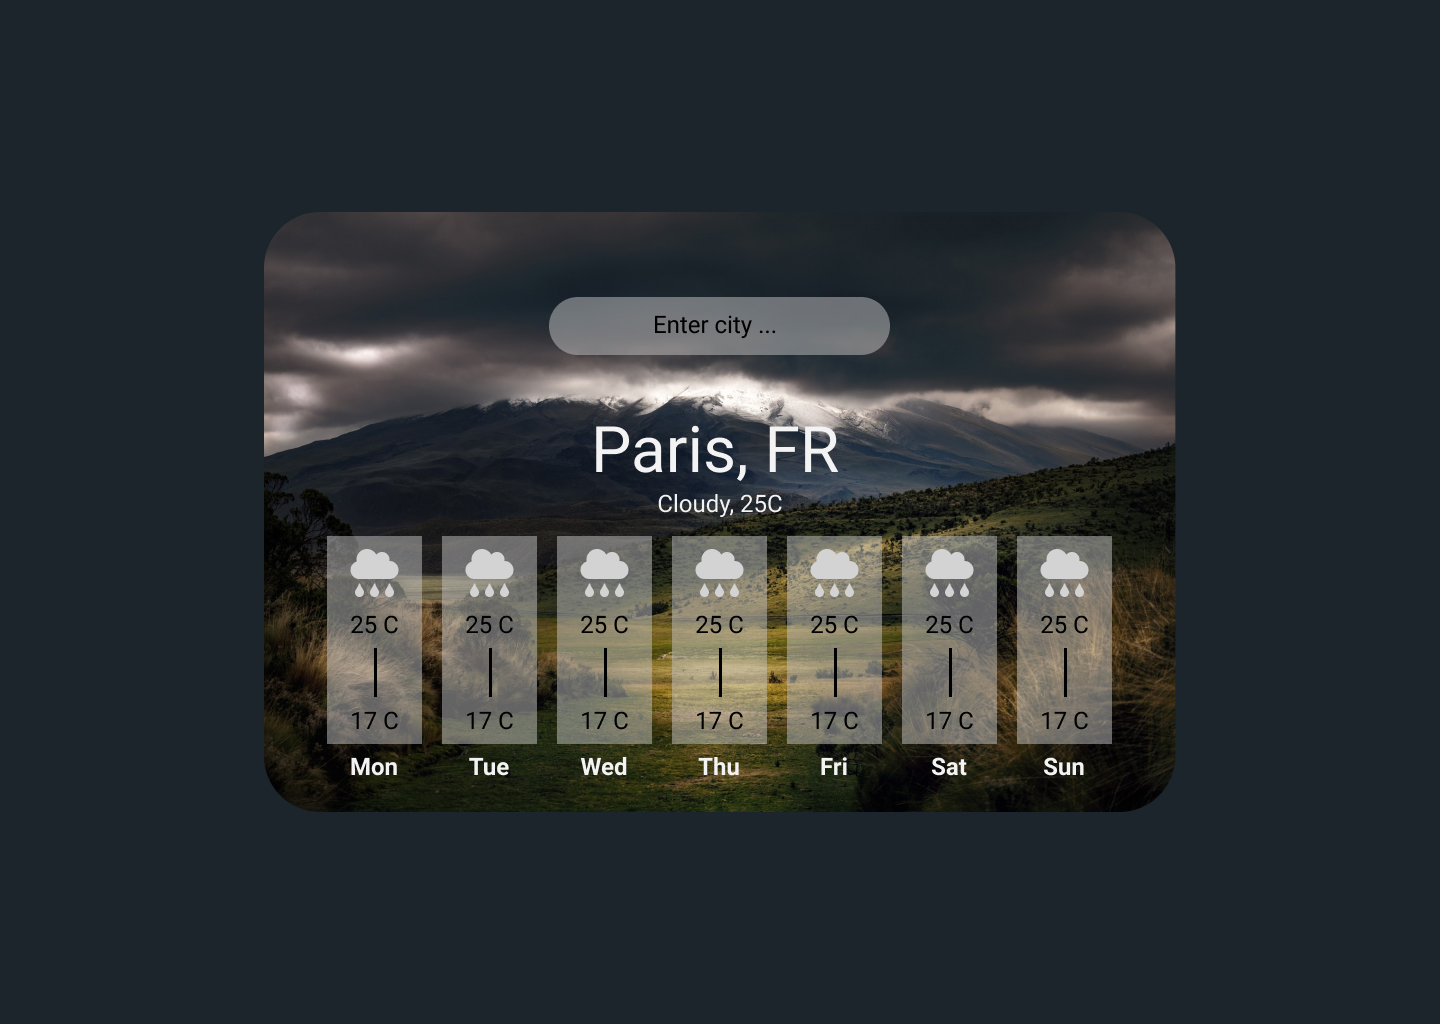 Enter city ...
Paris, FR
Cloudy, 25C
25 C 25 C 25 C 25 C 25 C 25 C 25 C
17 C 17 C 17 C 17 C 17 C 17 C 17 C
Mon Tue Wed Thu Fri Sat Sun